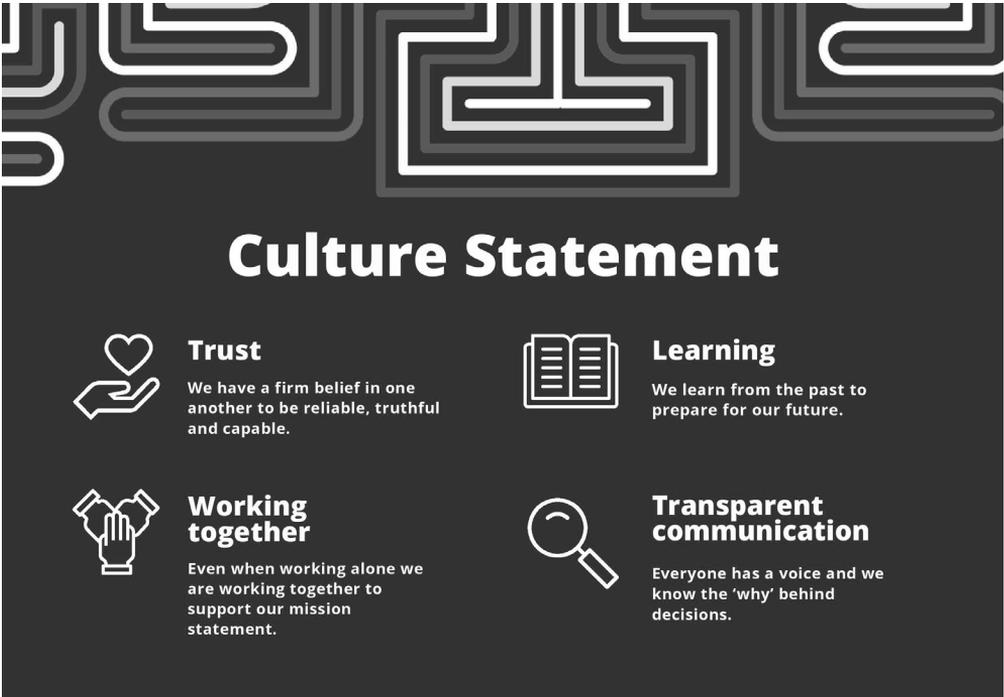 Culture Statement
Trust
We have a firm belief in one
another to be reliable, truthful
and capable.
Learning
We learn from the past to
prepare for our future.
Working
together
Even when working alone we
are working together to
support our mission
statement.
Transparent
communication
Everyone has a voice and we
know the ‘why’ behind
decisions.